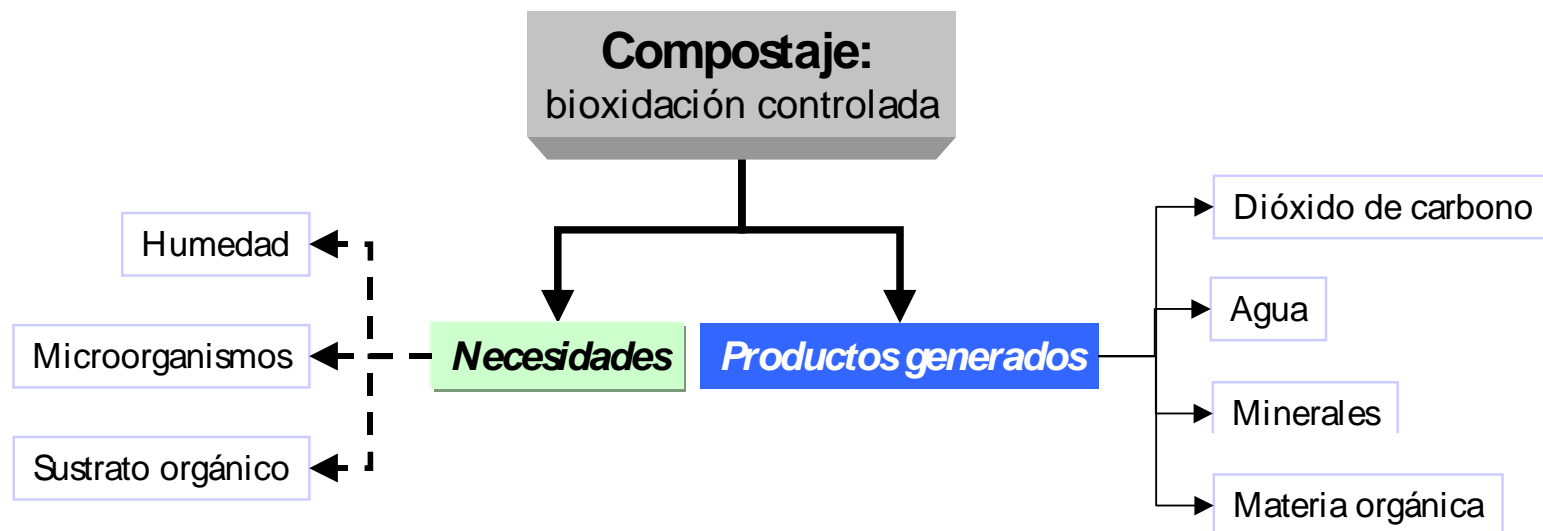 Compostaje:
bioxidación controlada
Humedad
Microorganismos
Sustrato orgánico
Necesidades
Productos generados
Dióxido de carbono
Agua
Minerales
Materia orgánica